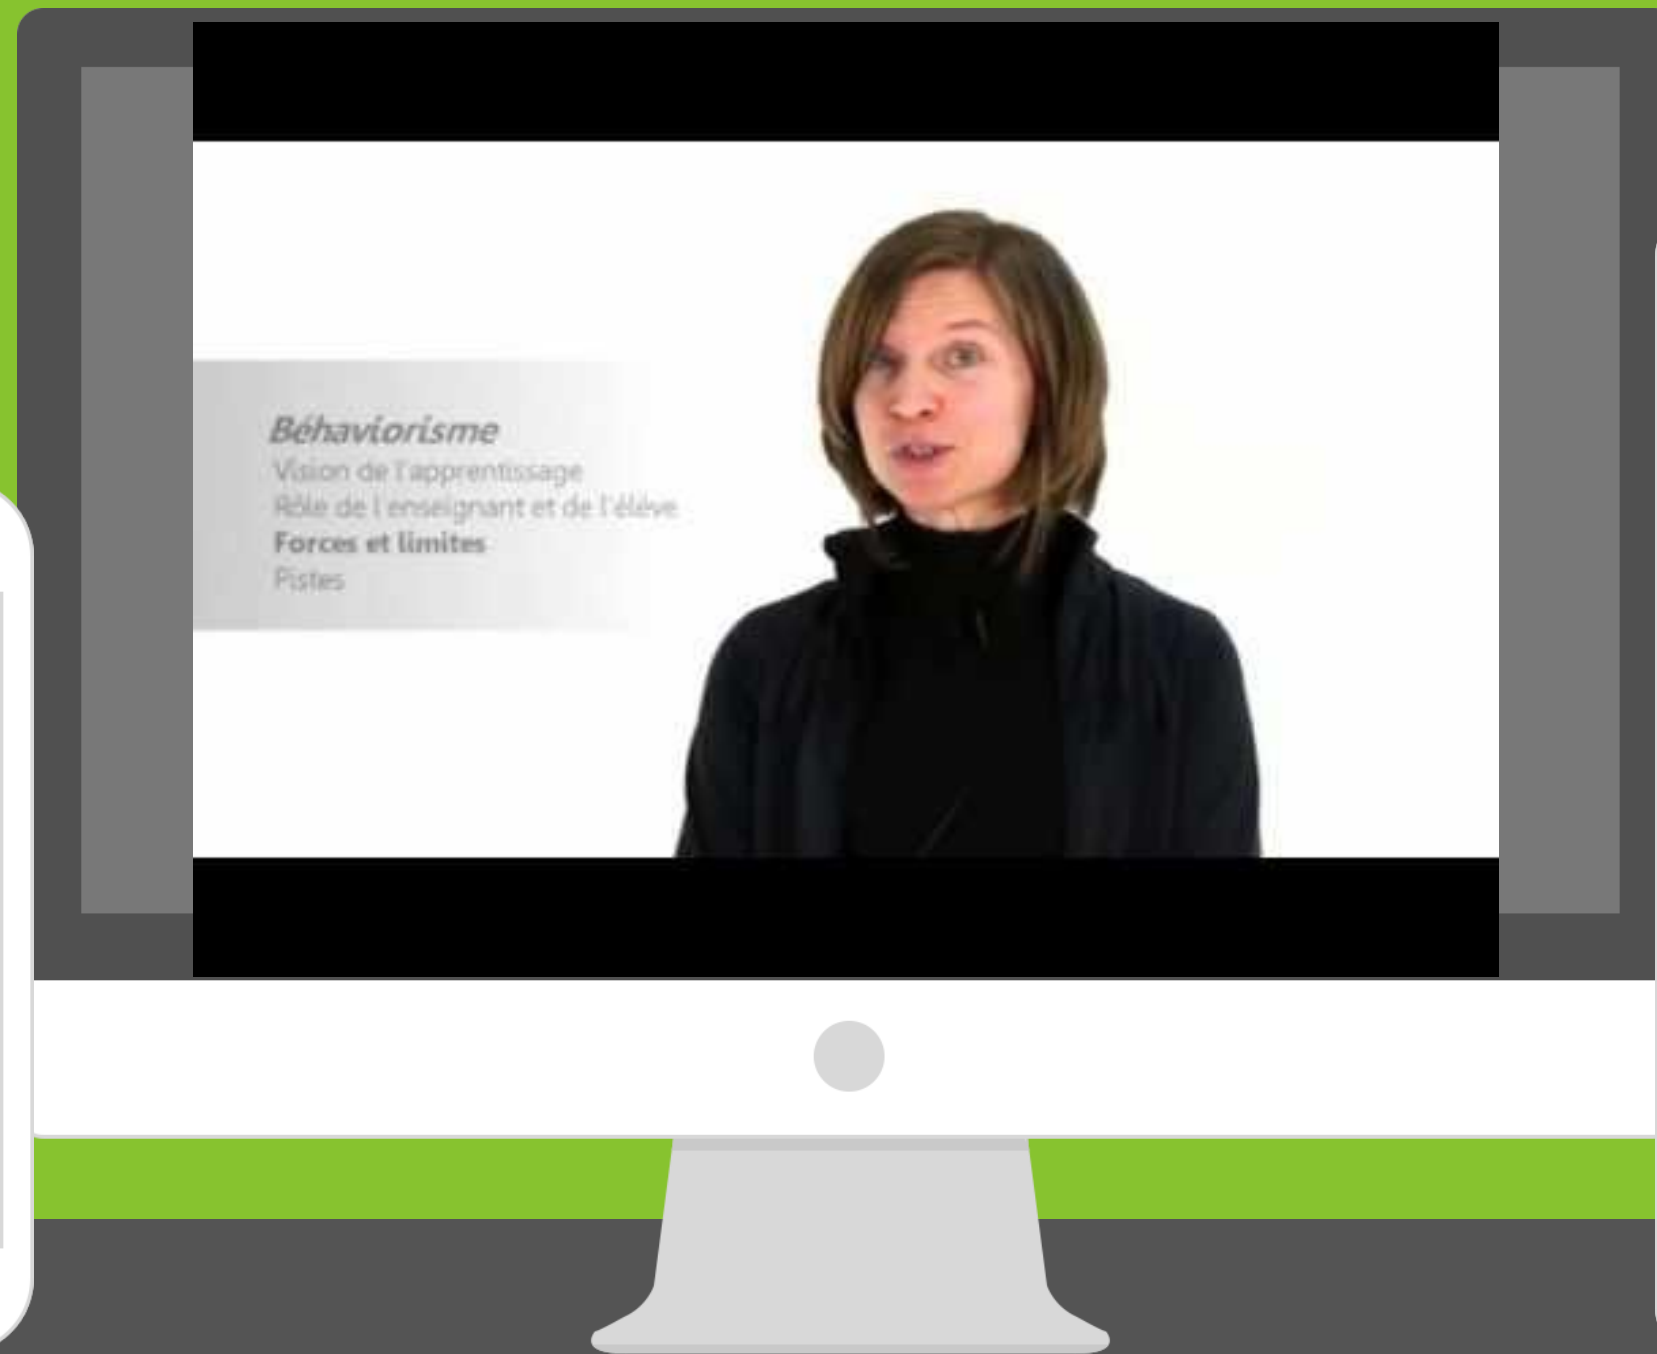 Béhaviorisme
Vision de l'apprentissage
Rôle de l'enseignant et de l'élève
Forces et limites
Pistes